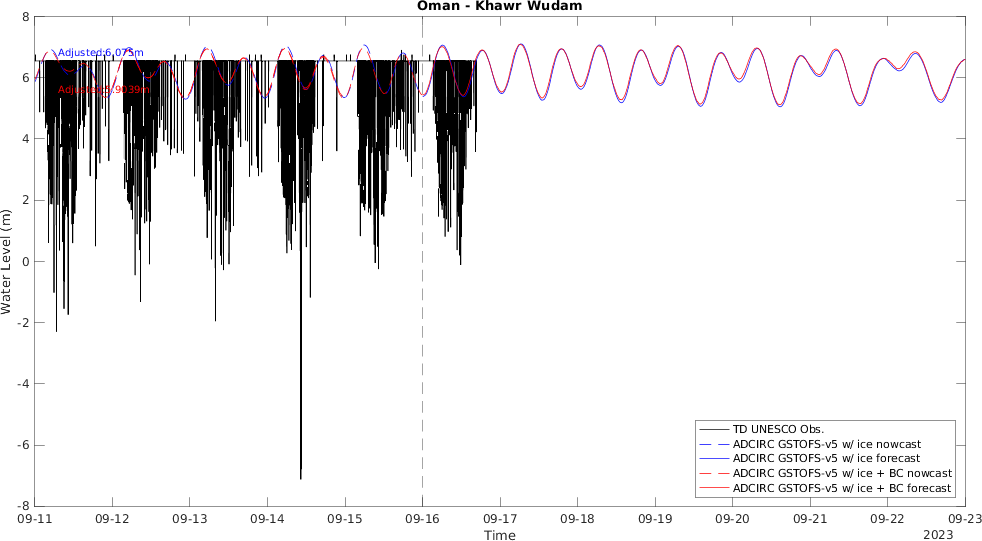 Oman - Khawr Wudam
8
6
4
2
0
-2
-4
-6
-8
Water Level (m)
Adjusted:6.075m
Adjusted:5.9039m
TD UNESCO Obs.
ADCIRC GSTOFS-v5 w/ ice nowcast
ADCIRC GSTOFS-v5 w/ ice forecast
ADCIRC GSTOFS-v5 w/ ice + BC nowcast
ADCIRC GSTOFS-v5 w/ ice + BC forecast
09-11 09-12 09-13 09-14 09-15 09-16 09-17 09-18 09-19 09-20 09-21 09-22 09-23
Time
2023